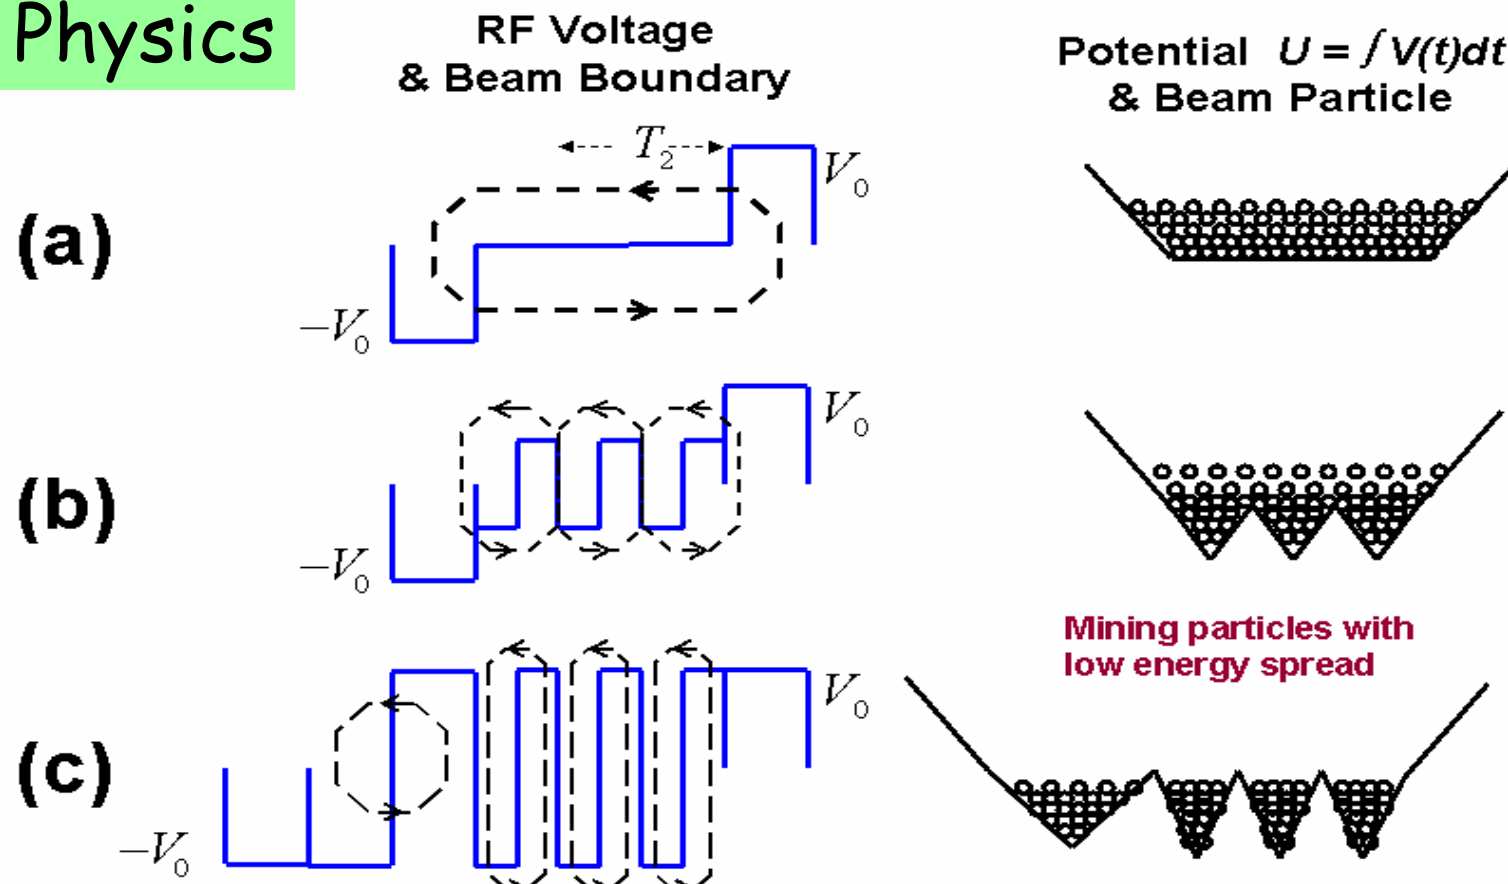 Physics
RF Voltage
& Beam Boundary
Potential U = ∫ V(t)dt
& Beam Particle
(a)
T₂
V₀
−V₀
(b)
V₀
−V₀
Mining particles with
low energy spread
(c)
V₀
−V₀